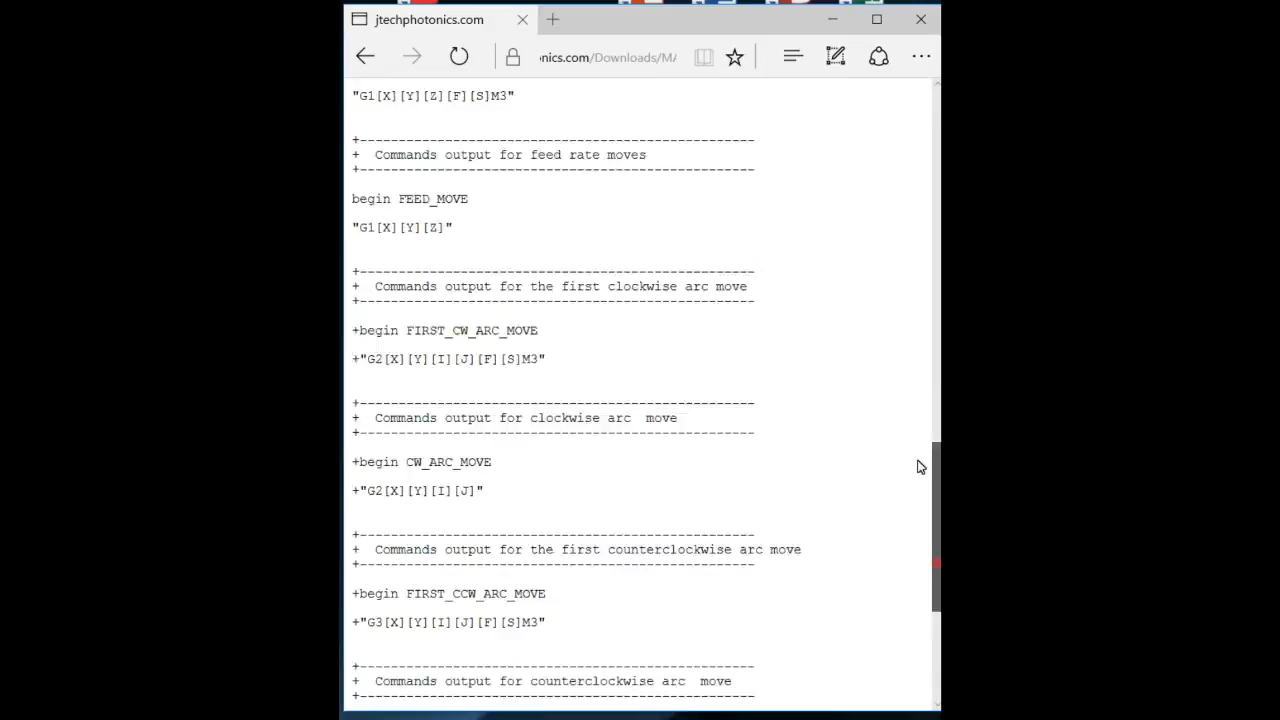 jtechphotonics.com
onics.com/Downloads/M/
"G1[X][Y][Z][F][S]M3"
+---------------------------------------------------
+  Commands output for feed rate moves
+---------------------------------------------------
begin FEED_MOVE
"G1[X][Y][Z]"
+---------------------------------------------------
+  Commands output for the first clockwise arc move
+---------------------------------------------------
+begin FIRST_CW_ARC_MOVE
+"G2[X][Y][I][J][F][S]M3"
+---------------------------------------------------
+  Commands output for clockwise arc  move
+---------------------------------------------------
+begin CW_ARC_MOVE
+"G2[X][Y][I][J]"
+---------------------------------------------------
+  Commands output for the first counterclockwise arc move
+---------------------------------------------------
+begin FIRST_CCW_ARC_MOVE
+"G3[X][Y][I][J][F][S]M3"
+---------------------------------------------------
+  Commands output for counterclockwise arc  move
+---------------------------------------------------